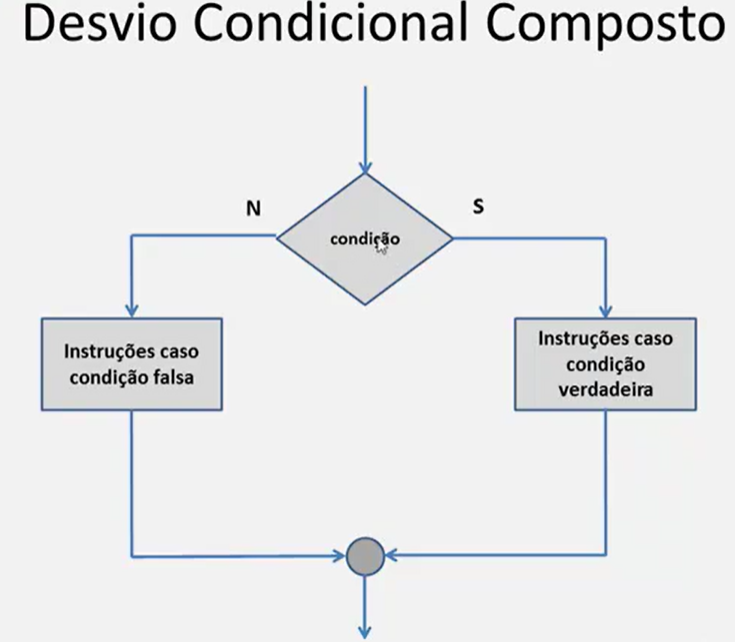 Desvio Condicional Composto
N
S
condição
Instruções caso
condição falsa
Instruções caso
condição
verdadeira